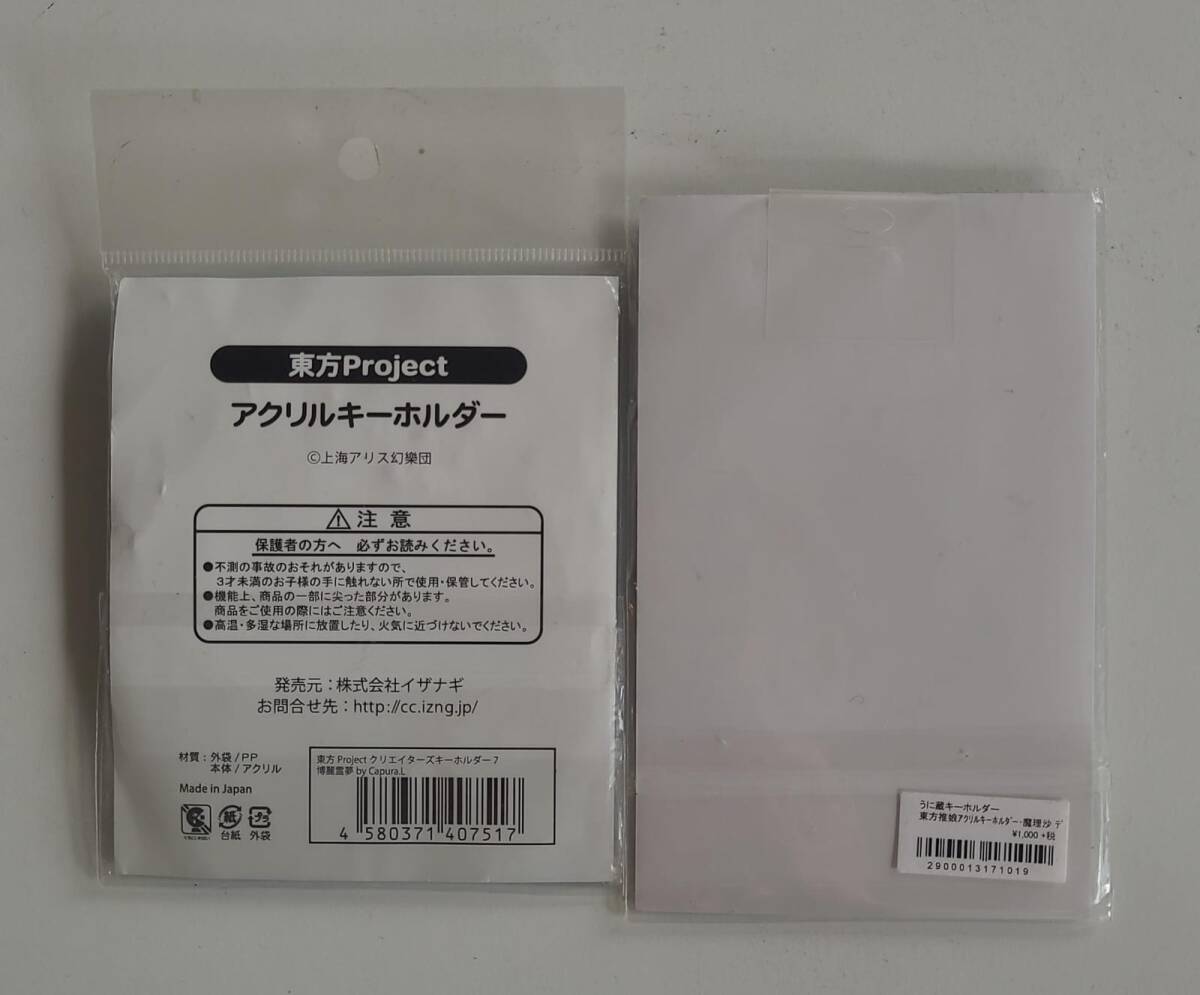 東方Project
アクリルキーホルダー
©上海アリス幻樂団
注意
保護者の方へ 必ずお読みください。
●不測の事故のおそれがありますので、
３才未満のお子様の手に触れない所で使用・保管してください。
●機能上、商品の一部に尖った部分があります。
商品をご使用の際にはご注意ください。
●高温・多湿な場所に放置したり、火気に近づけないでください。
発売元：株式会社イザナギ
お問合せ先：http://cc.izng.jp/
材質：外袋/PP
本体/アクリル
Made in Japan
紙
プラ
台紙 外袋
東方 Project クリエイターズキーホルダー 7
博麗霊夢 by Capura.L
4 580371 407517
うに蔵キーホルダー
東方推娘ｱｸﾘﾙｷｰﾎﾙﾀﾞｰ・魔理沙 デ
¥1,000 +税
2900013171019